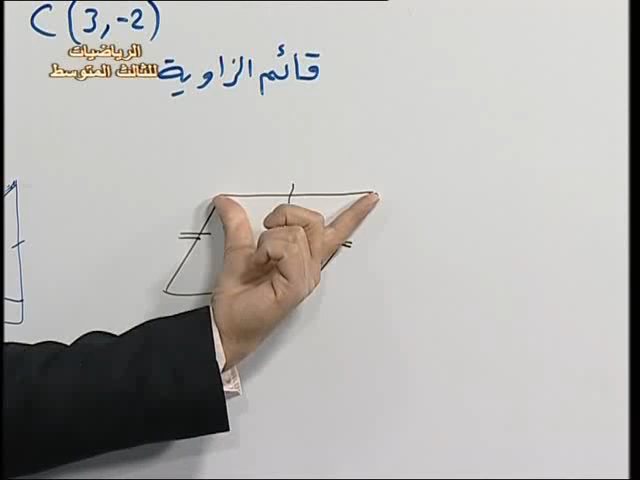 C (3, -2)
الرياضيات
للثالث المتوسط
قائم الزاوية